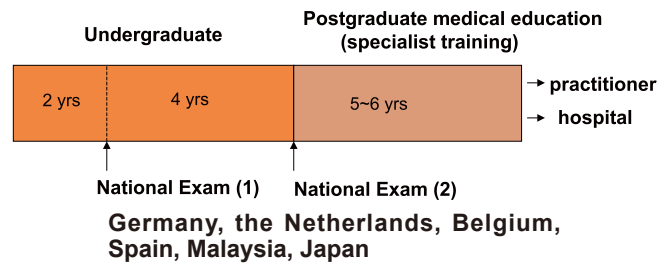 Undergraduate
Postgraduate medical education
(specialist training)
2 yrs
4 yrs
5~6 yrs
practitioner
hospital
National Exam (1)
National Exam (2)
Germany, the Netherlands, Belgium,
Spain, Malaysia, Japan